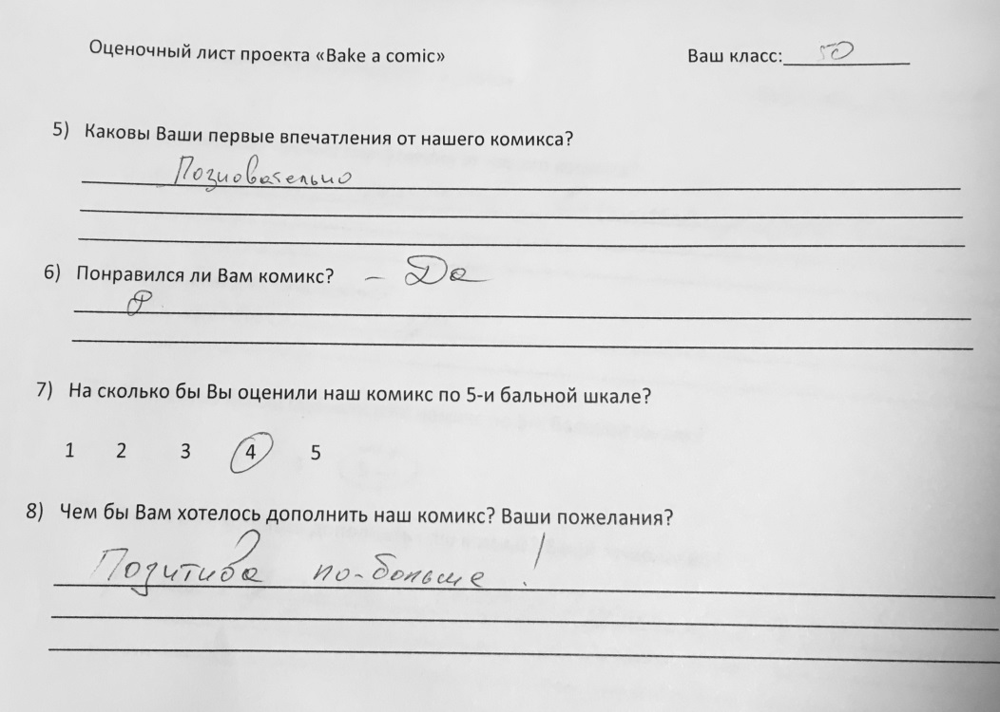 Оценочный лист проекта «Bake a comic» Ваш класс:
5) Каковы Ваши первые впечатления от нашего комикса?
Познова­тельно
6) Понравился ли Вам комикс? – Да
7) На сколько бы Вы оценили наш комикс по 5-и бальной шкале?
1 2 3 4 5
8) Чем бы Вам хотелось дополнить наш комикс? Ваши пожелания?
Позитива по-больше !